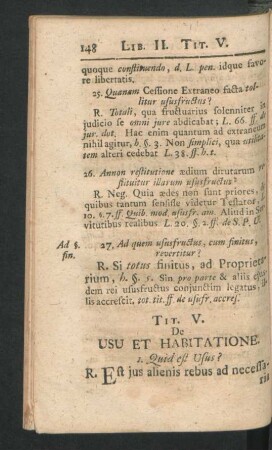 148 LIB. II. TIT. V.
quoque constituendo, d. L. pen. idque favo-
re libertatis.
25. Quanam Cessione Extraneo facta tol-
litur ususfructus?
R. Totali, qua fructuarius solenniter in
judicio se omni jure abdicabat; L. 66. ff. de
jur. dot. Hac enim quantum ad extraneum
nihil agitur, h. §. 3. Non simplici, qua utilita-
tem alteri cedebat L. 38. ff. h. t.
26. Annon restitutione ædium dirutarum re-
stituitur illarum ususfructus?
R. Neg. Quia ædes non sunt priores,
quibus tantum sensisse videtur Testator,
10. §. 7. ff. Quib. mod. ususfr. am. Aliud in Ser-
vitutibus realibus L. 20. §. 2. ff. de S. P. U.
Ad §. fin.
27. Ad quem ususfructus, cum finitus,
revertitur?
R. Si totus finitus, ad Proprieta-
rium, h. §. 5. Sin pro parte & aliis ejus-
dem rei ususfructus conjunctim legatus, il-
lis accrescit. tot. tit. ff. de usufr. accres.
TIT. V.
De
USU ET HABITATIONE.
1. Quid est Usus?
R. Est jus alienis rebus ad necessa-
ria